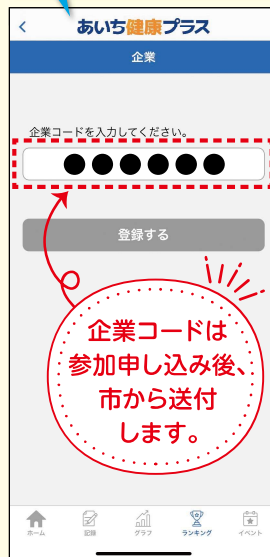 あいち健康プラス
企業
企業コードを入力してください。
●●●●●●
登録する
企業コードは
参加申し込み後、
市から送付
します。
ホーム 記録 グラフ ランキング イベント